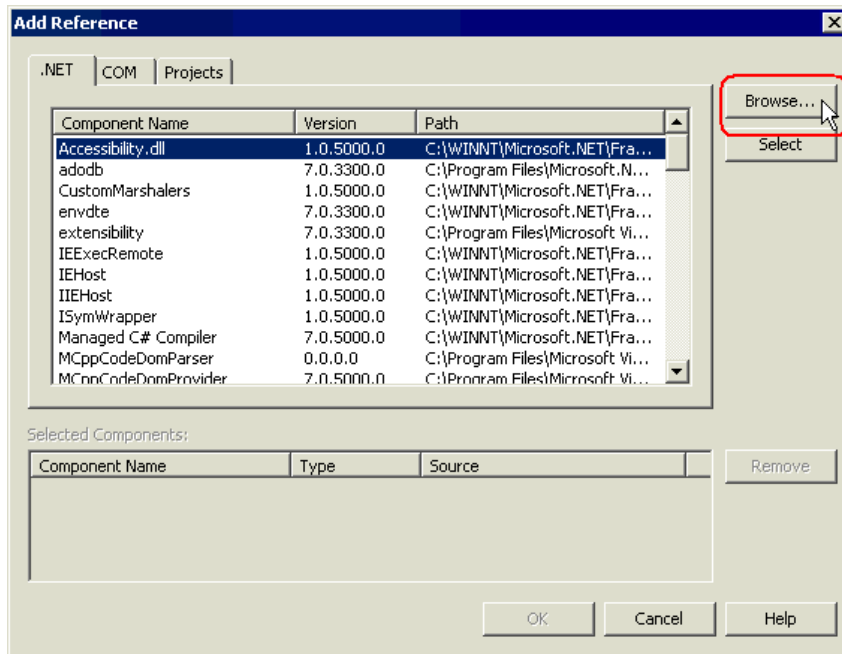 Add Reference
.NET COM Projects
Browse...
Component Name Version Path
Select
Accessibility.dll 1.0.5000.0 C:\WINNT\Microsoft.NET\Fra...
adodb 7.0.3300.0 C:\Program Files\Microsoft.N...
CustomMarshalers 1.0.5000.0 C:\WINNT\Microsoft.NET\Fra...
envdte 7.0.3300.0 C:\WINNT\Microsoft.NET\Fra...
extensibility 7.0.3300.0 C:\Program Files\Microsoft Vi...
IEExecRemote 1.0.5000.0 C:\WINNT\Microsoft.NET\Fra...
IEHost 1.0.5000.0 C:\WINNT\Microsoft.NET\Fra...
IIEHost 1.0.5000.0 C:\WINNT\Microsoft.NET\Fra...
ISymWrapper 1.0.5000.0 C:\WINNT\Microsoft.NET\Fra...
Managed C# Compiler 7.0.5000.0 C:\WINNT\Microsoft.NET\Fra...
MCppCodeDomParser 0.0.0.0 C:\Program Files\Microsoft Vi...
MCppCodeDomProvider 7.0.5000.0 C:\Program Files\Microsoft Vi...
Selected Components:
Component Name Type Source
Remove
OK Cancel Help